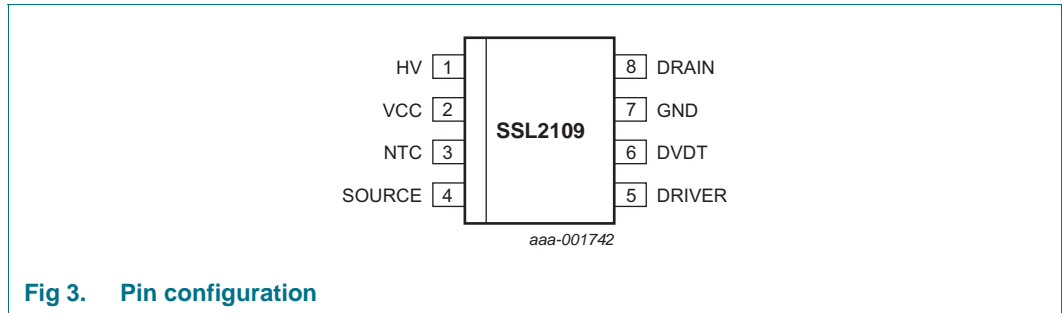 HV 1
8 DRAIN
VCC 2
7 GND
SSL2109
NTC 3
6 DVDT
SOURCE 4
5 DRIVER
aaa-001742
Fig 3. Pin configuration